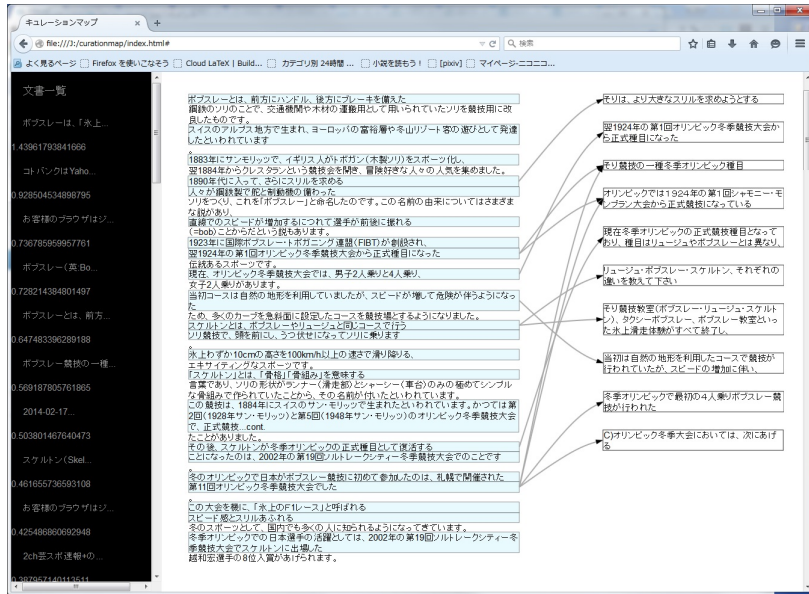 キュレーションマップ
file:///J:/curationmap/index.html#
検索
よく見るページ
Firefox を使いこなそう
Cloud LaTeX | Build...
カテゴリ別 24時間 ...
小説を読もう！
[pixiv]
マイページ-ニコニコ...
文書一覧
ボブスレーは、「氷上...
1.43961793841666
コトバンクはYaho...
0.928504534898795
お客様のブラウザはジ...
0.736785959957761
ボブスレー(英:Bo...
0.728214384801497
ボブスレーとは、前方...
0.647483396289188
ボブスレー競技の一種...
0.569187805761865
2014-02-17...
0.503801467640473
スケルトン(Skel...
0.461655736593108
お客様のブラウザはジ...
0.425486860692948
2ch芸スポ速報+の...
0.387957140113511
ボブスレーとは、前方にハンドル、後方にブレーキを備えた
鋼鉄のソリのことで、交通機関や木材の運搬用として用いられていたソリを競技用に改
良したものです。
スイスのアルプス地方で生まれ、ヨーロッパの富裕層や冬山リゾート客の遊びとして発達
したといわれています
。
1883年にサンモリッツで、イギリス人がトボガン(木製ソリ)をスポーツ化し、
翌1884年からクレスタランという競技会を開き、冒険好きな人々の人気を集めました。
1890年代に入って、さらにスリルを求める
人々が鋼鉄製で舵と制動機の備わった
ソリをつくり、これを「ボブスレー」と命名したのです。この名前の由来についてはさまざま
な説があり、
直線でのスピードが増加するにつれて選手が前後に振れる
(=bob)ことからだという説もあります。
1923年に国際ボブスレー・トボガニング連盟(FIBT)が創設され、
翌1924年の第1回オリンピック冬季競技大会から正式種目になった
伝統あるスポーツです。
現在、オリンピック冬季競技大会では、男子2人乗りと4人乗り、
女子2人乗りがあります。
当初コースは自然の地形を利用していましたが、スピードが増して危険が伴うようになっ
た
ため、多くのカーブを急斜面に設定したコースを競技場とするようになりました。
スケルトンとは、ボブスレーやリュージュと同じコースで行う
ソリ競技で、頭を前にし、うつ伏せになってソリに乗ります
。
氷上わずか10cmの高さを100km/h以上の速さで滑り降りる、
エキサイティングなスポーツです。
「スケルトン」とは、「骨格」「骨組み」を意味する
言葉であり、ソリの形状がランナー(滑走部)とシャーシー(車台)のみの極めてシンプル
な骨組みで作られていたことから、その名前が付いたといわれています。
この競技は、1884年にスイスのサン・モリッツで生まれたといわれています。かつては第
2回(1928年サン・モリッツ)と第5回(1948年サン・モリッツ)のオリンピック冬季競技大会
で、正式競技...cont.
たことがありました。
その後、スケルトンが冬季オリンピックの正式種目として復活する
ことになったのは、2002年の第19回ソルトレークシティー冬季競技大会でのことです
。
冬のオリンピックで日本がボブスレー競技に初めて参加したのは、札幌で開催された
第11回オリンピック冬季競技大会でした
。
この大会を機に、「氷上のF1レース」と呼ばれる
スピード感とスリルあふれる
冬のスポーツとして、国内でも多くの人に知られるようになってきています。
冬季オリンピックでの日本選手の活躍としては、2002年の第19回ソルトレークシティー冬
季競技大会でスケルトンに出場した
越和宏選手の8位入賞があげられます。
そりは、より大きなスリルを求めようとする
翌1924年の第1回オリンピック冬季競技大会か
ら正式種目になった
そり競技の一種冬季オリンピック種目
オリンピックでは1924年の第1回シャモニー・モ
ンブラン大会から正式競技になっている
現在冬季オリンピックの正式競技種目となって
おり、種目はリュージュやボブスレーとは異なり、
リュージュ・ボブスレー・スケルトン、それぞれの
違いを教えて下さい
そり競技教室(ボブスレー・リュージュ・スケルト
ン)、タクシーボブスレー、ボブスレー教室といっ
た氷上滑走体験がすべて終了し、
当初は自然の地形を利用したコースで競技が
行われていたが、スピードの増加に伴い、
冬季オリンピックで最初の4人乗りボブスレー競
技が行われた
C)オリンピック冬季大会においては、次にあげ
る